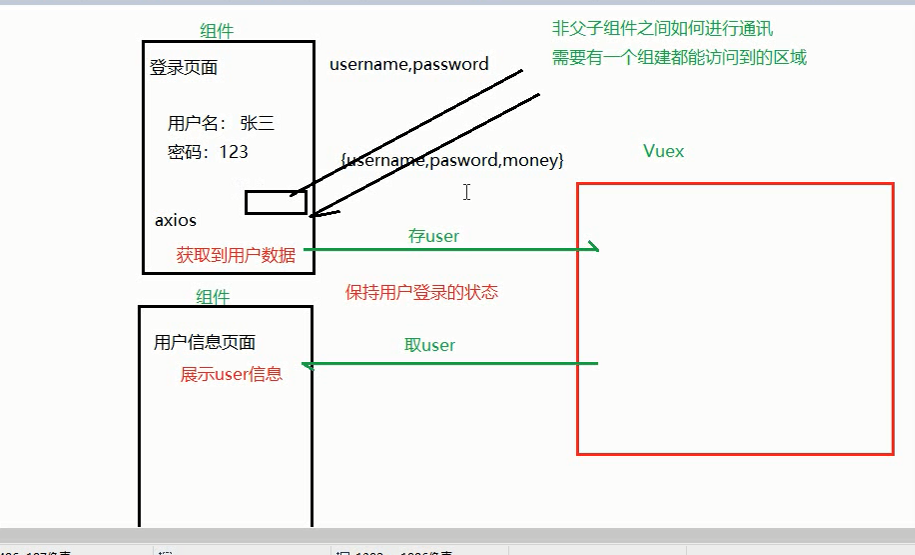 组件
非父子组件之间如何进行通讯
需要有一个组建都能访问到的区域
登录页面
username,password
用户名： 张三
密码：123
{username,pasword,money}
Vuex
axios
获取到用户数据
存user
组件
保持用户登录的状态
用户信息页面
取user
展示user信息